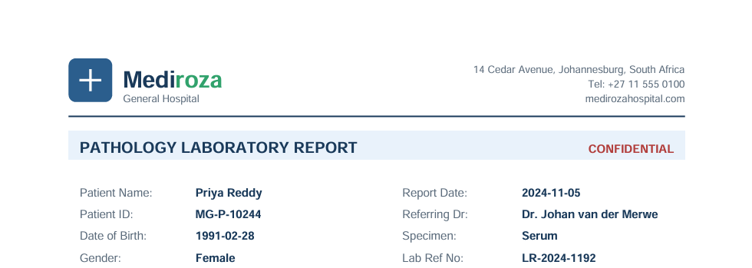 Mediroza
General Hospital
14 Cedar Avenue, Johannesburg, South Africa
Tel: +27 11 555 0100
medirozahospital.com
PATHOLOGY LABORATORY REPORT CONFIDENTIAL
Patient Name: Priya Reddy Report Date: 2024-11-05
Patient ID: MG-P-10244 Referring Dr: Dr. Johan van der Merwe
Date of Birth: 1991-02-28 Specimen: Serum
Gender: Female Lab Ref No: LR-2024-1192